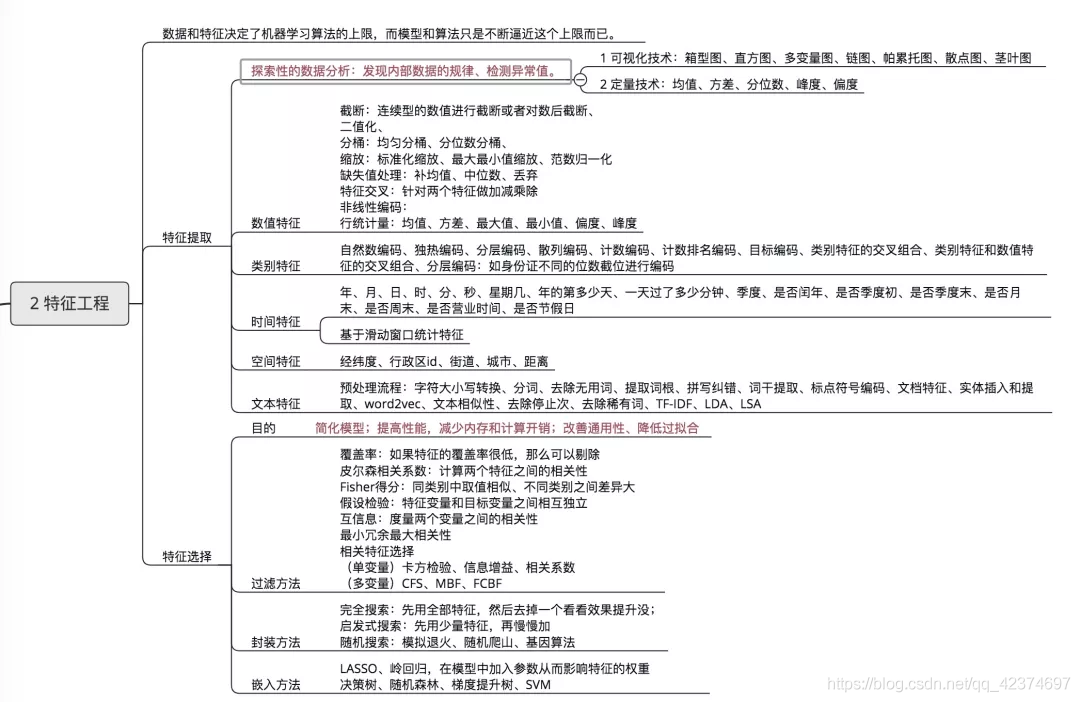 数据和特征决定了机器学习算法的上限，而模型和算法只是不断逼近这个上限而已。
探索性的数据分析：发现内部数据的规律、检测异常值。
1 可视化技术：箱型图、直方图、多变量图、链图、帕累托图、散点图、茎叶图
2 定量技术：均值、方差、分位数、峰度、偏度
截断：连续型的数值进行截断或者对数后截断、
二值化、
分桶：均匀分桶、分位数分桶、
缩放：标准化缩放、最大最小值缩放、范数归一化
缺失值处理：补均值、中位数、丢弃
特征交叉：针对两个特征做加减乘除
非线性编码：
数值特征
行统计量：均值、方差、最大值、最小值、偏度、峰度
特征提取
自然数编码、独热编码、分层编码、散列编码、计数编码、计数排名编码、目标编码、类别特征的交叉组合、类别特征和数值特
类别特征
征的交叉组合、分层编码：如身份证不同的位数截位进行编码
年、月、日、时、分、秒、星期几、年的第多少天、一天过了多少分钟、季度、是否闰年、是否季度初、是否季度末、是否月
末、是否周末、是否营业时间、是否节假日
2 特征工程
时间特征
基于滑动窗口统计特征
空间特征
经纬度、行政区id、街道、城市、距离
预处理流程：字符大小写转换、分词、去除无用词、提取词根、拼写纠错、词干提取、标点符号编码、文档特征、实体插入和提
文本特征
取、word2vec、文本相似性、去除停止次、去除稀有词、TF-IDF、LDA、LSA
目的
简化模型；提高性能，减少内存和计算开销；改善通用性、降低过拟合
覆盖率：如果特征的覆盖率很低，那么可以剔除
皮尔森相关系数：计算两个特征之间的相关性
Fisher得分：同类别中取值相似、不同类别之间差异大
假设检验：特征变量和目标变量之间相互独立
互信息：度量两个变量之间的相关性
最小冗余最大相关性
相关特征选择
特征选择
（单变量）卡方检验、信息增益、相关系数
过滤方法
（多变量）CFS、MBF、FCBF
完全搜索：先用全部特征，然后去掉一个看看效果提升没；
启发式搜索：先用少量特征，再慢慢加
封装方法
随机搜索：模拟退火、随机爬山、基因算法
LASSO、岭回归，在模型中加入参数从而影响特征的权重
嵌入方法
决策树、随机森林、梯度提升树、SVM
https://blog.csdn.net/qq_42374697